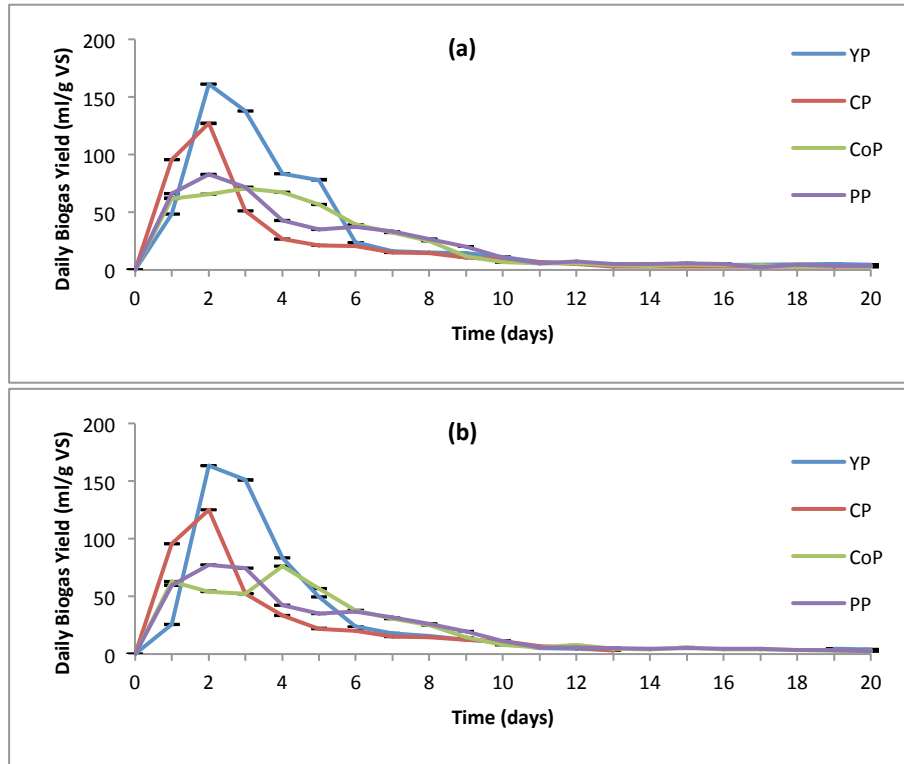 (a)
Daily Biogas Yield (ml/g VS)
200
150
100
50
0
0 2 4 6 8 10 12 14 16 18 20
Time (days)
YP
CP
CoP
PP
(b)
Daily Biogas Yield (ml/g VS)
200
150
100
50
0
0 2 4 6 8 10 12 14 16 18 20
Time (days)
YP
CP
CoP
PP